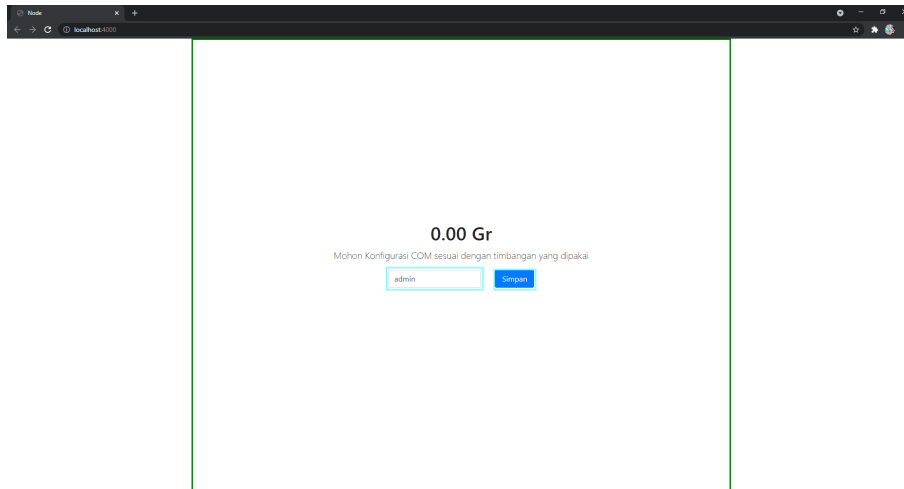 Node
localhost:4000
0.00 Gr
Mohon Konfigurasi COM sesuai dengan timbangan yang dipakai
admin
Simpan